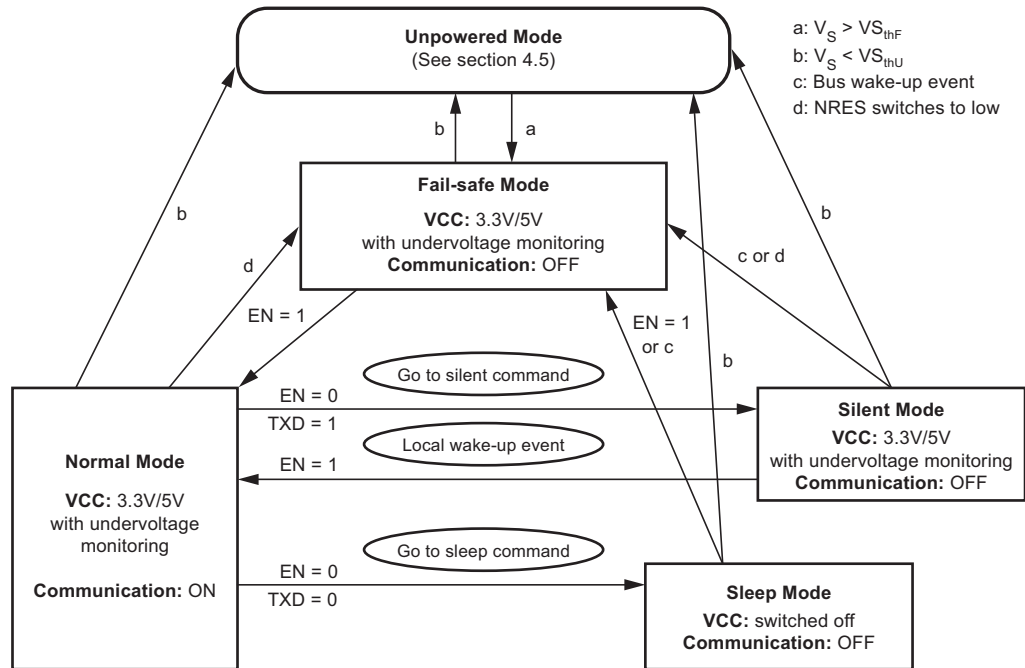 Unpowered Mode
(See section 4.5)
a: V_S > VS_thF
b: V_S < VS_thU
c: Bus wake-up event
d: NRES switches to low
b
a
Fail-safe Mode
VCC: 3.3V/5V
with undervoltage monitoring
Communication: OFF
b
b
d
c or d
EN = 1
EN = 1
or c
b
Go to silent command
EN = 0
TXD = 1
Local wake-up event
EN = 1
Silent Mode
VCC: 3.3V/5V
with undervoltage monitoring
Communication: OFF
Normal Mode
VCC: 3.3V/5V
with undervoltage
monitoring
Communication: ON
Go to sleep command
EN = 0
TXD = 0
Sleep Mode
VCC: switched off
Communication: OFF